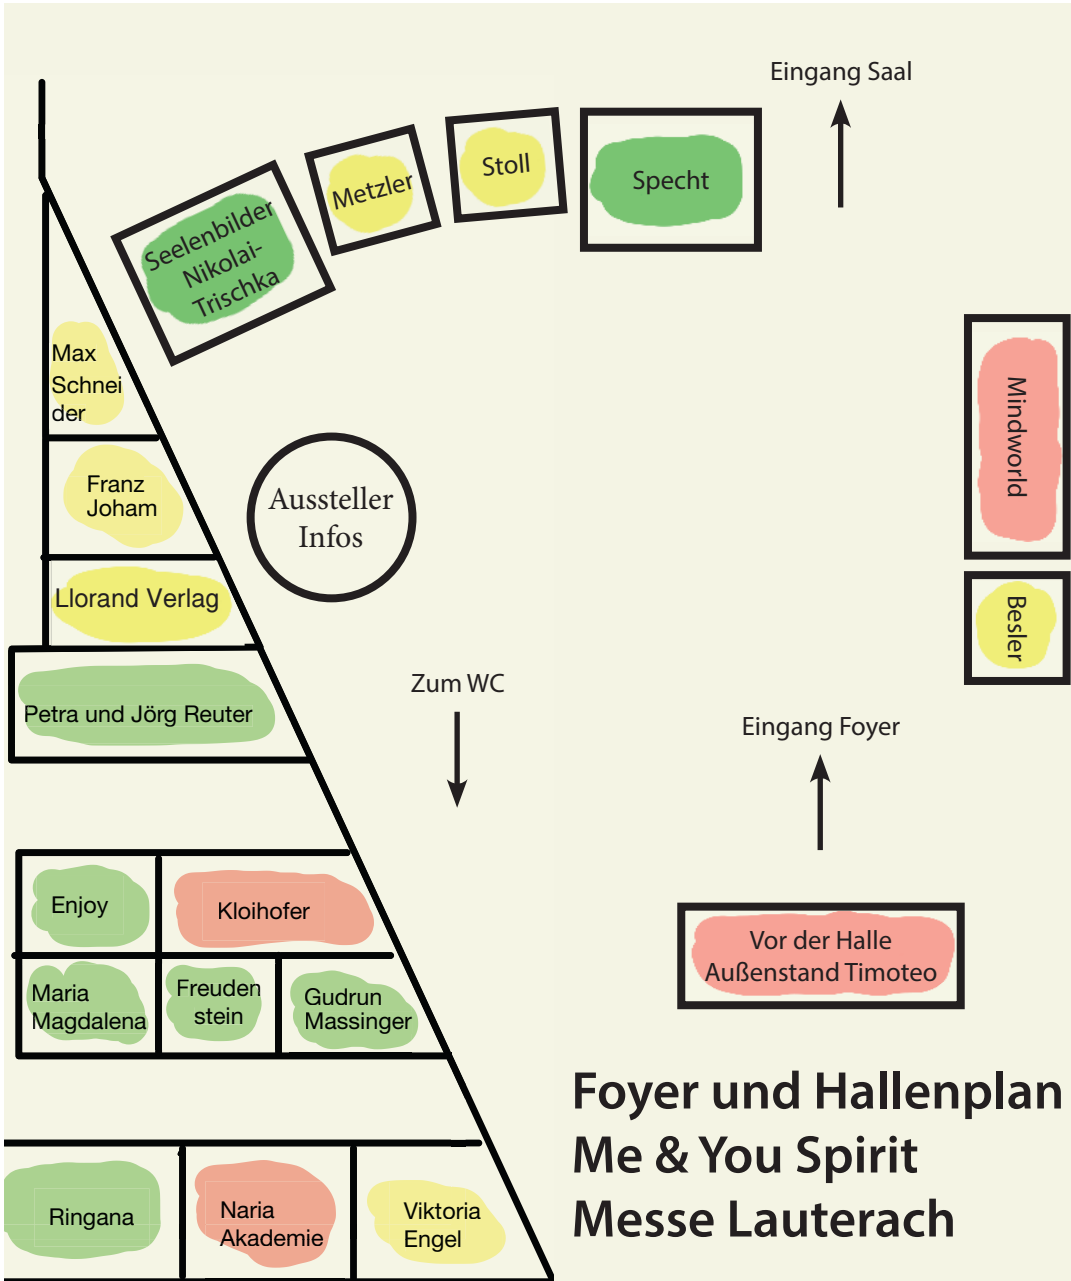 Eingang Saal
Stoll
Specht
Metzler
Seelenbilder
Nikolai-
Trischka
Max
Schnei
der
Mindworld
Franz
Joham
Aussteller
Infos
Llorand Verlag
Besler
Petra und Jörg Reuter
Zum WC
Eingang Foyer
Enjoy
Kloihofer
Vor der Halle
Außenstand Timoteo
Maria
Magdalena
Freuden
stein
Gudrun
Massinger
Foyer und Hallenplan
Me & You Spirit
Messe Lauterach
Ringana
Naria
Akademie
Viktoria
Engel